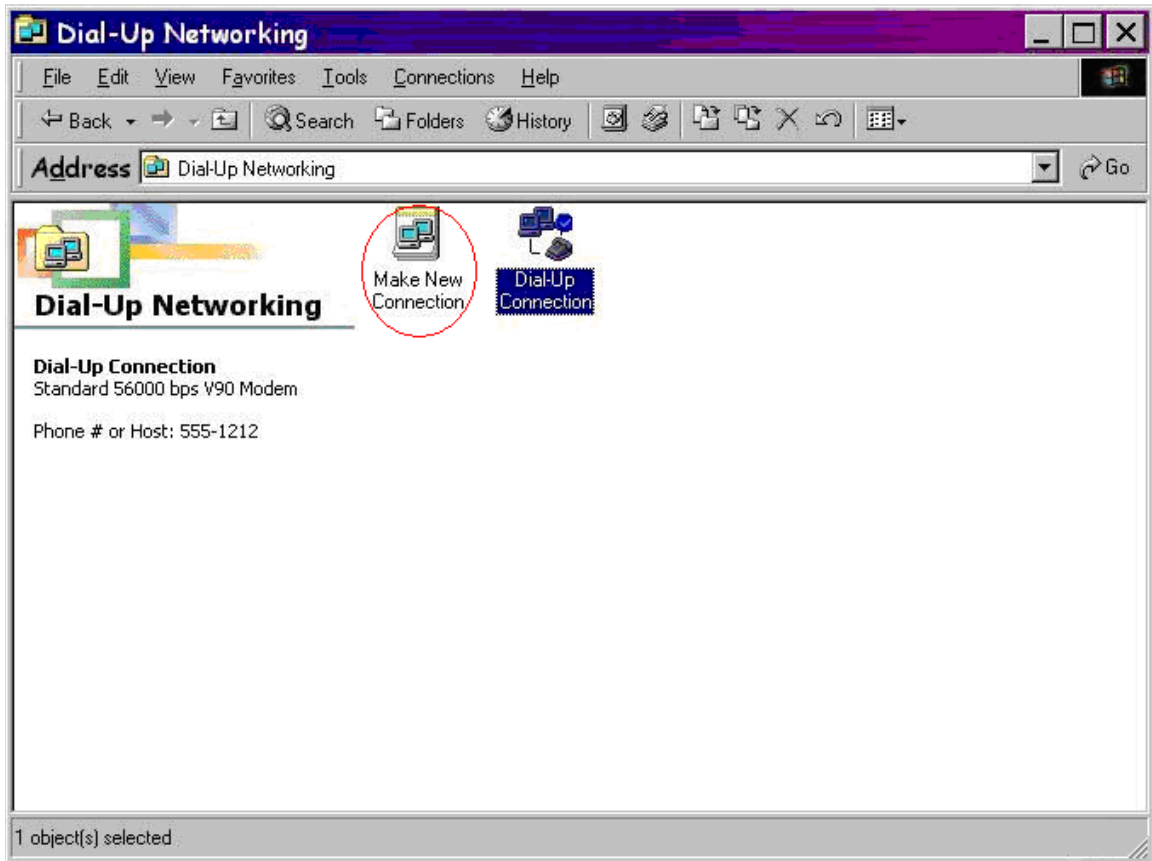 Dial-Up Networking
File Edit View Favorites Tools Connections Help
Back Search Folders History
Address Dial-Up Networking Go
Make New
Connection
Dial-Up
Connection
Dial-Up Networking
Dial-Up Connection
Standard 56000 bps V90 Modem
Phone # or Host: 555-1212
1 object(s) selected